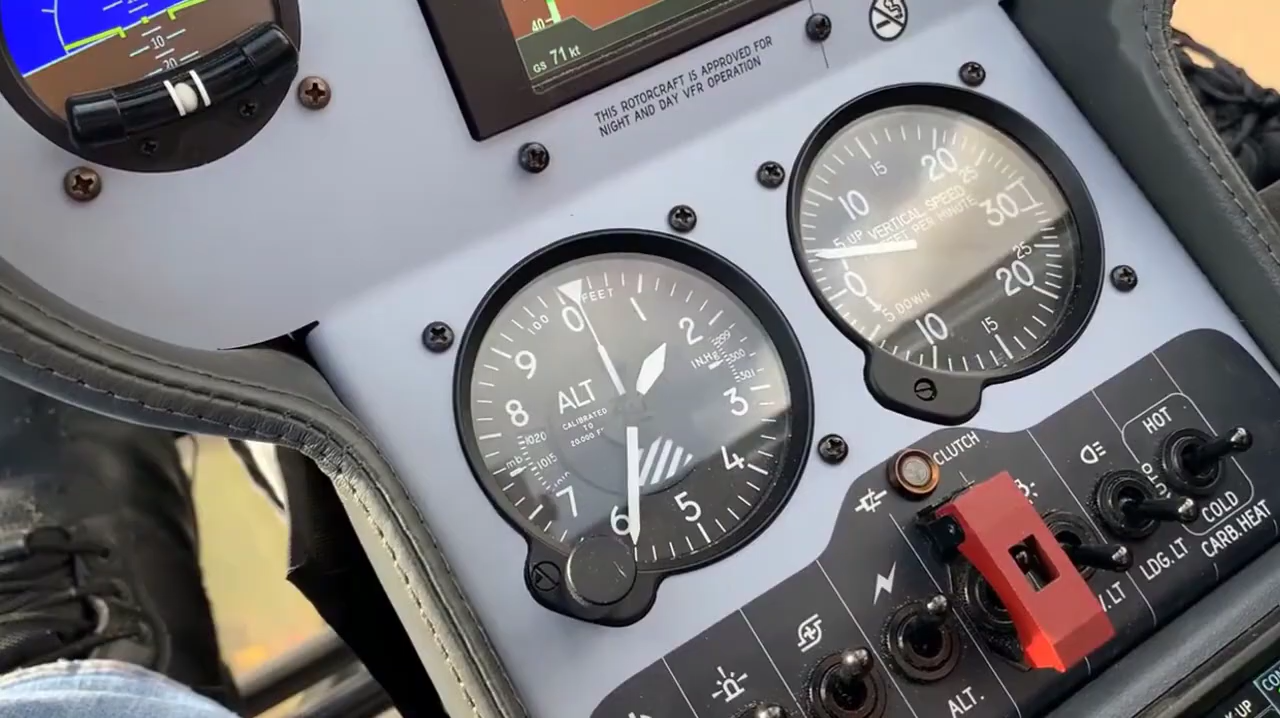 10
20
40
GS 71 kt
THIS ROTORCRAFT IS APPROVED FOR
NIGHT AND DAY VFR OPERATION
15
20
25
10
30
.5 UP VERTICAL SPEED
FEET PER MINUTE
0
.5 DOWN
25
20
10
15
100
FEET
0
1
2
9
IN.Hg
299
300
301
ALT
CALIBRATED
TO
20,000 FT
8
3
1020
mb
1015
7
4
6
5
CLUTCH
HOT
COLD
CARB. HEAT
LDG. LT
ALT.